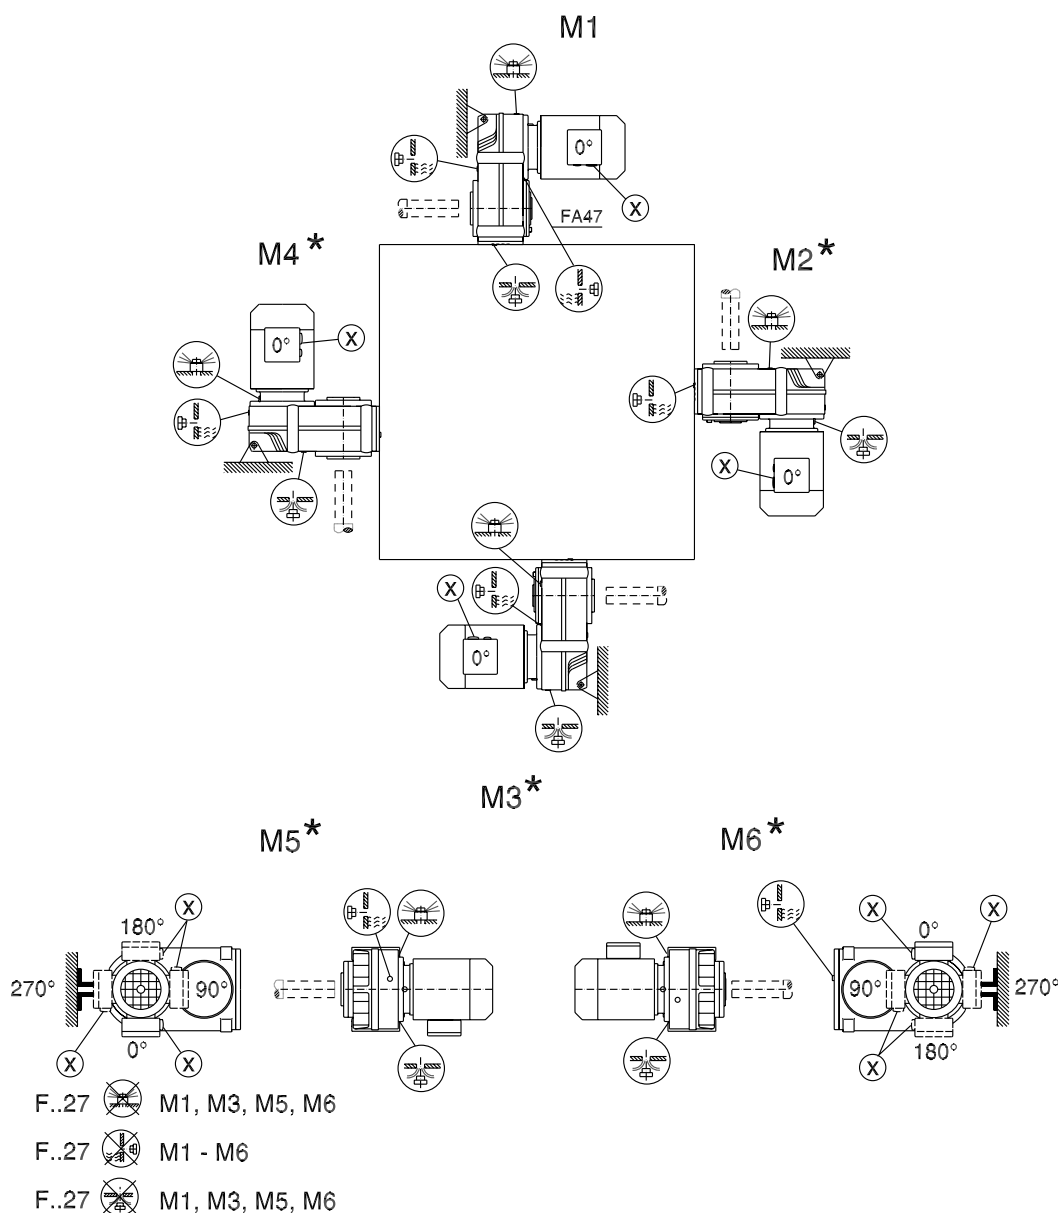 M1
0°
X
FA47
M4*
M2*
0°
X
X
0°
X
0°
M3*
M5*
M6*
X
180°
270°
90°
0°
X
X
X
X
0°
90°
270°
180°
X
F..27 M1, M3, M5, M6
F..27 M1 - M6
F..27 M1, M3, M5, M6